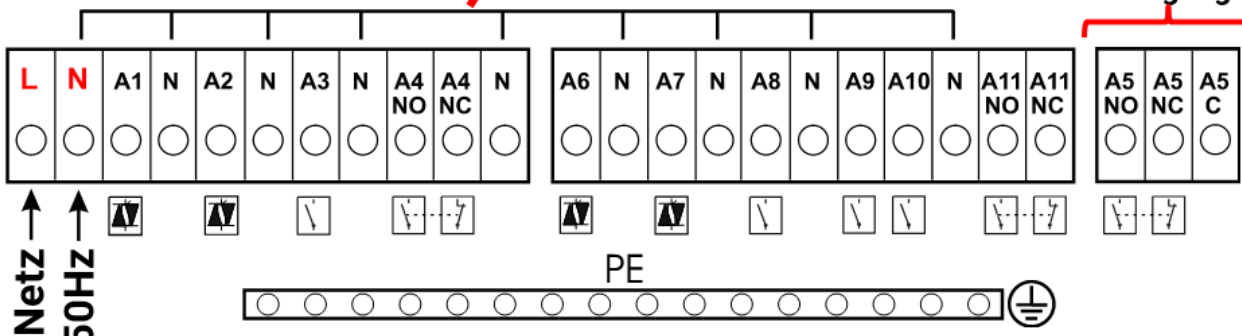 L N A1 N A2 N A3 N A4 A4 N A6 N A7 N A8 N A9 A10 N A11 A11 A5 A5 A5
NO NC NO NC NO NC C
PE
Netz
50Hz